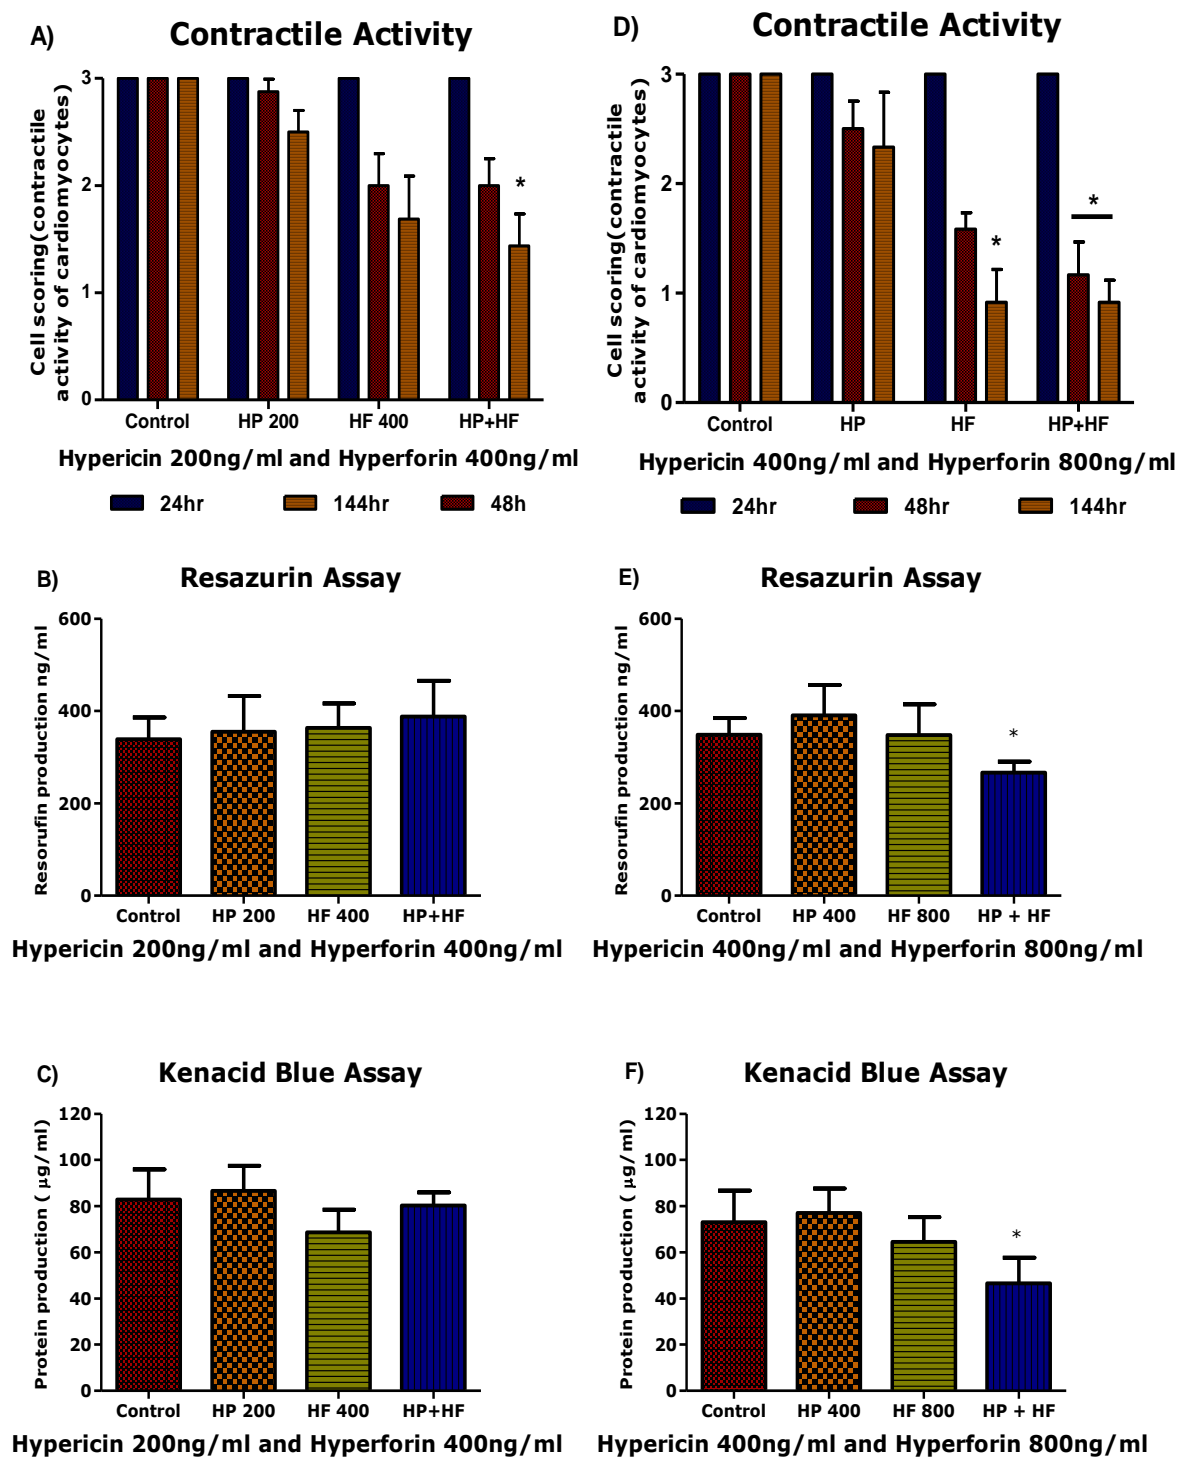 A)
Contractile Activity
Cell scoring(contractile
activity of cardiomyocytes)
3
2
1
0
*
Control HP 200 HF 400 HP+HF
Hypericin 200ng/ml and Hyperforin 400ng/ml
24hr 144hr 48h
D)
Contractile Activity
Cell scoring(contractile
activity of cardiomyocytes)
3
2
1
0
* *
Control HP HF HP+HF
Hypericin 400ng/ml and Hyperforin 800ng/ml
24hr 48hr 144hr
B)
Resazurin Assay
Resorufin production ng/ml
600
400
200
0
Control HP 200 HF 400 HP+HF
Hypericin 200ng/ml and Hyperforin 400ng/ml
E)
Resazurin Assay
Resorufin production ng/ml
600
400
200
0
*
Control HP 400 HF 800 HP + HF
Hypericin 400ng/ml and Hyperforin 800ng/ml
C)
Kenacid Blue Assay
Protein production ( µg/ml)
120
100
80
60
40
20
0
Control HP 200 HF 400 HP+HF
Hypericin 200ng/ml and Hyperforin 400ng/ml
F)
Kenacid Blue Assay
Protein production ( µg/ml)
120
100
80
60
40
20
0
*
Control HP 400 HF 800 HP + HF
Hypericin 400ng/ml and Hyperforin 800ng/ml